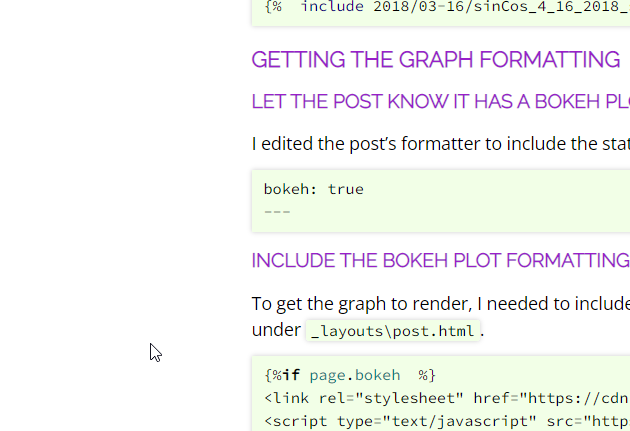 {%  include 2018/03-16/sinCos_4_16_2018_
GETTING THE GRAPH FORMATTING
LET THE POST KNOW IT HAS A BOKEH
I edited the post's formatter to include the
bokeh: true
---
INCLUDE THE BOKEH PLOT FORMATTING
To get the graph to render, I needed to include
under _layouts\post.html.
{%if page.bokeh  %}
<link rel="stylesheet" href="https://cdn
<script type="text/javascript" src="http